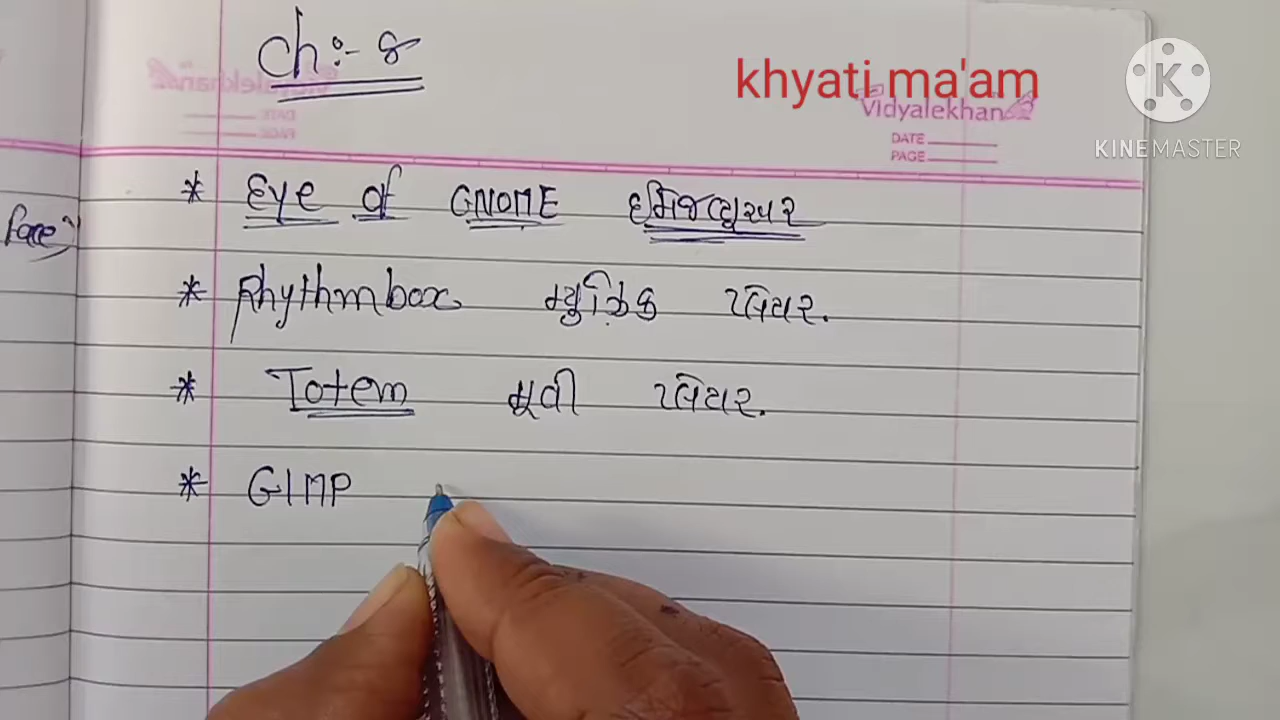 Ch :- 8
khyati ma'am
Vidyalekhan
DATE
PAGE
KINEMASTER
* Eye of GNOME ઇમિજવ્યૂઅર
* Rhythmbox મ્યુઝિક પ્લેયર.
* Totem મૂવી પ્લેયર.
* GIMP